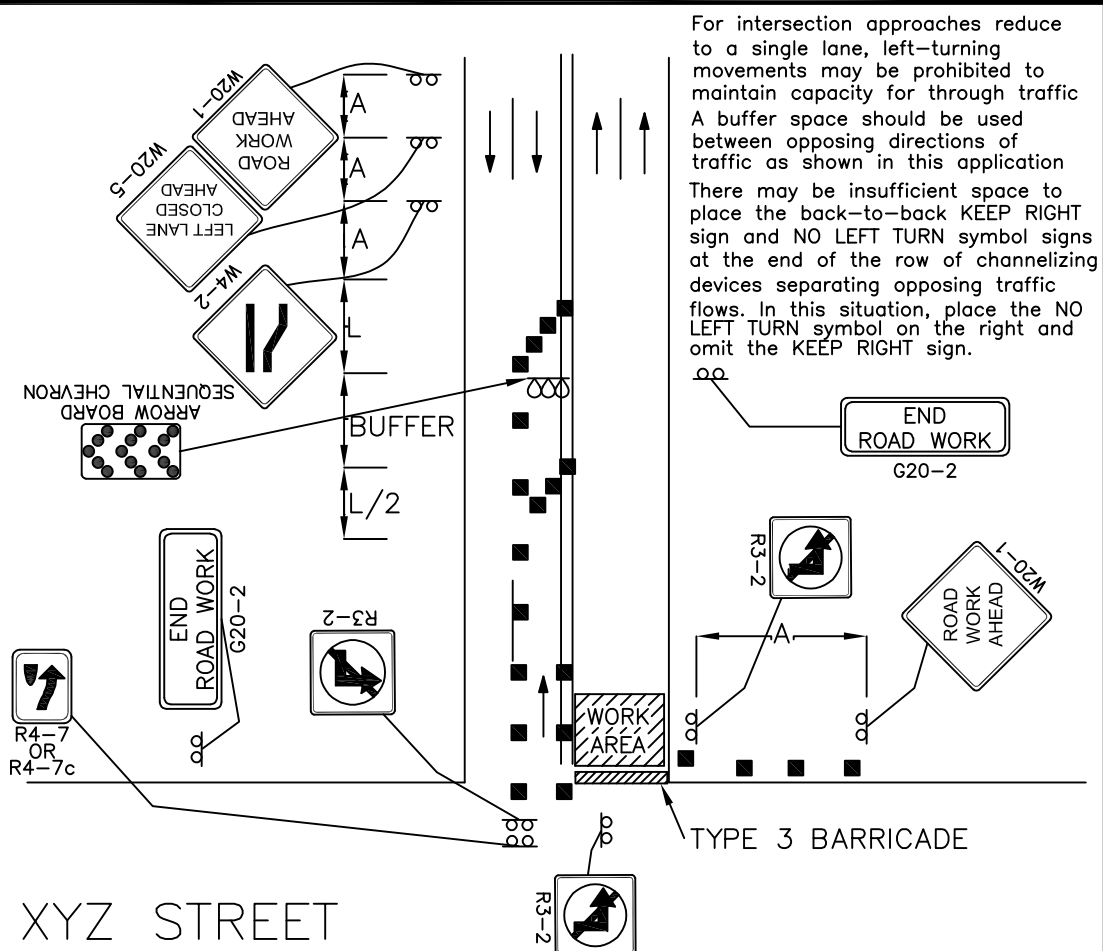 For intersection approaches reduce
to a single lane, left-turning
movements may be prohibited to
maintain capacity for through traffic
A buffer space should be used
between opposing directions of
traffic as shown in this application
There may be insufficient space to
place the back-to-back KEEP RIGHT
sign and NO LEFT TURN symbol signs
at the end of the row of channelizing
devices separating opposing traffic
flows. In this situation, place the NO
LEFT TURN symbol on the right and
omit the KEEP RIGHT sign.
W20-1
ROAD
WORK
AHEAD
A
W20-5
LEFT LANE
CLOSED
AHEAD
A
A
W4-2
L
ARROW BOARD
SEQUENTIAL CHEVRON
BUFFER
L/2
END
ROAD WORK
G20-2
END
ROAD WORK
G20-2
R3-2
R4-7
OR
R4-7c
R3-2
W20-1
ROAD
WORK
AHEAD
A
WORK
AREA
TYPE 3 BARRICADE
R3-2
XYZ STREET